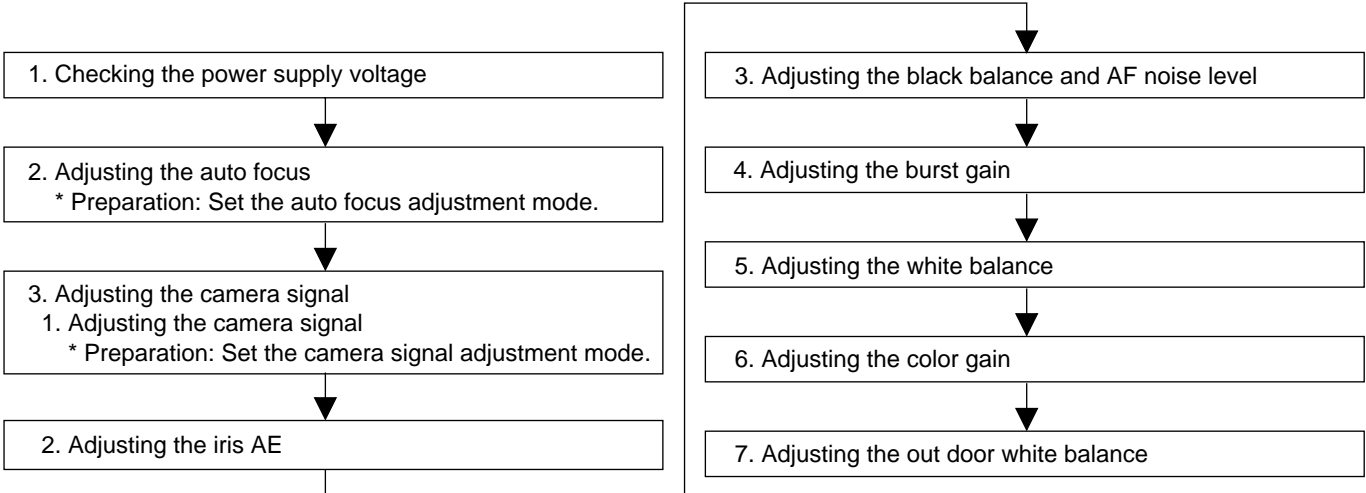 1. Checking the power supply voltage
2. Adjusting the auto focus
* Preparation: Set the auto focus adjustment mode.
3. Adjusting the camera signal
1. Adjusting the camera signal
* Preparation: Set the camera signal adjustment mode.
2. Adjusting the iris AE
3. Adjusting the black balance and AF noise level
4. Adjusting the burst gain
5. Adjusting the white balance
6. Adjusting the color gain
7. Adjusting the out door white balance